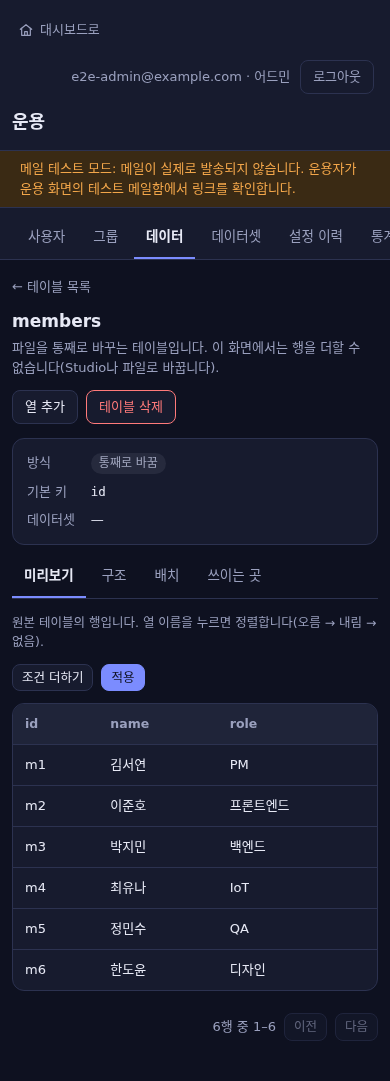 대시보드로
e2e-admin@example.com · 어드민 로그아웃
운용
메일 테스트 모드: 메일이 실제로 발송되지 않습니다. 운용자가
운용 화면의 테스트 메일함에서 링크를 확인합니다.
사용자 그룹 데이터 데이터셋 설정 이력 통계
← 테이블 목록
members
파일을 통째로 바꾸는 테이블입니다. 이 화면에서는 행을 더할 수
없습니다(Studio나 파일로 바꿉니다).
열 추가 테이블 삭제
방식 통째로 바꿈
기본 키 id
데이터셋 —
미리보기 구조 배치 쓰이는 곳
원본 테이블의 행입니다. 열 이름을 누르면 정렬합니다(오름 → 내림 →
없음).
조건 더하기 적용
id name role
m1 김서연 PM
m2 이준호 프론트엔드
m3 박지민 백엔드
m4 최유나 IoT
m5 정민수 QA
m6 한도윤 디자인
6행 중 1–6 이전 다음